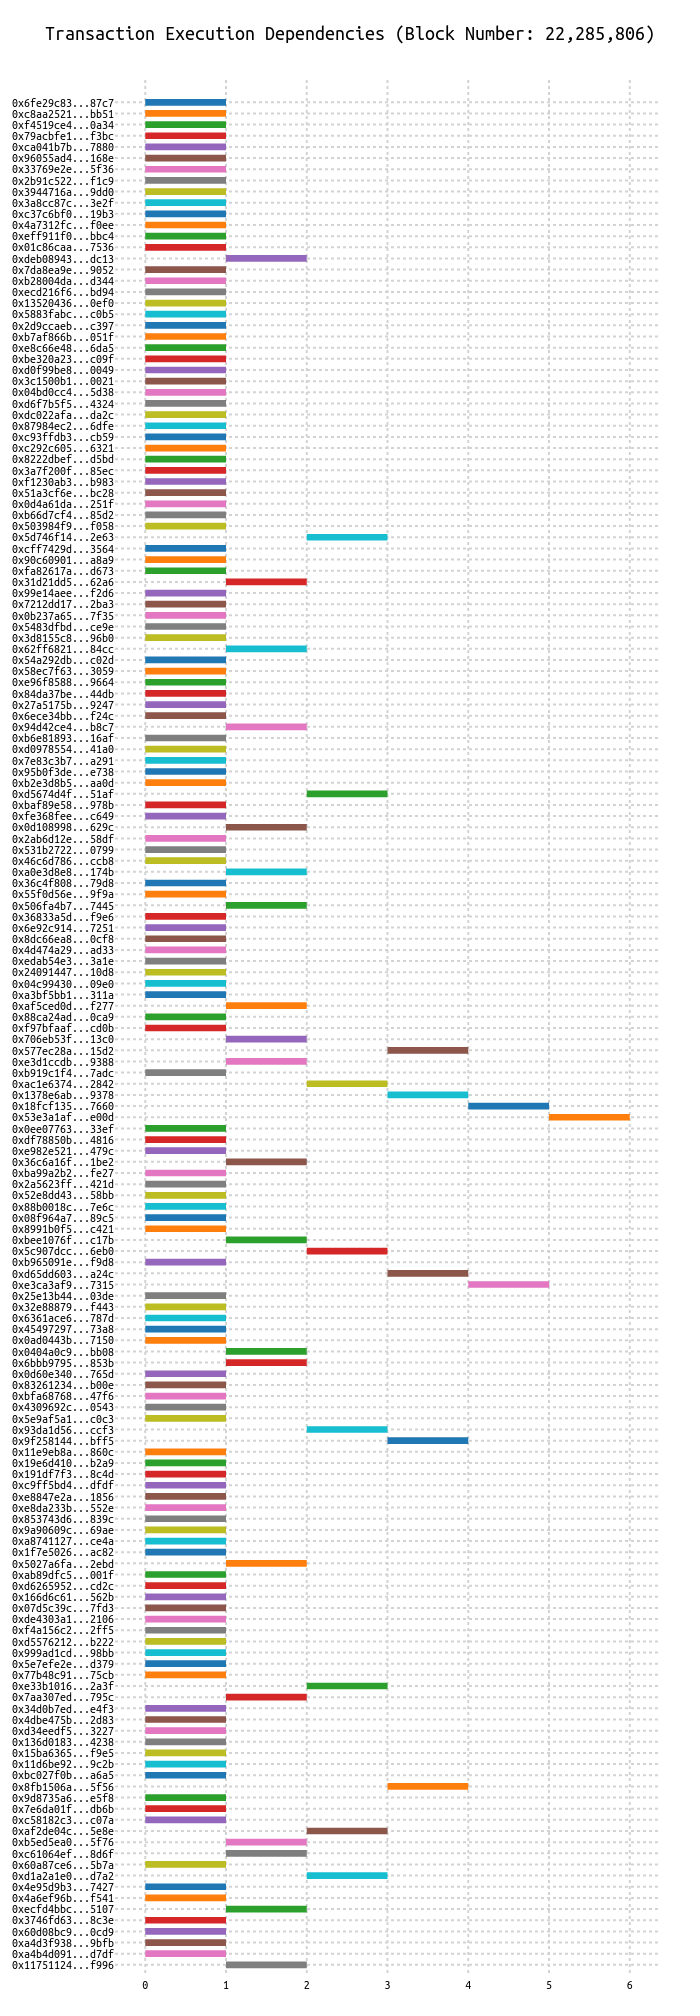 Transaction Execution Dependencies (Block Number: 22,285,806)
0x6fe29c83...87c7
0xc8aa2521...bb51
0xf4519ce4...0a34
0x79acbfe1...f3bc
0xca041b7b...7880
0x96055ad4...168e
0x33769e2e...5f36
0x2b91c522...f1c9
0x3944716a...9dd0
0x3a8cc87c...3e2f
0xc37c6bf0...19b3
0x4a7312fc...f0ee
0xeff911f0...bbc4
0x01c86caa...7536
0xdeb08943...dc13
0x7da8ea9e...9052
0xb28004da...d344
0xecd216f6...bd94
0x13520436...0ef0
0x5883fabc...c0b5
0x2d9ccaeb...c397
0xb7af866b...051f
0xe8c66e48...6da5
0xbe320a23...c09f
0xd0f99be8...0049
0x3c1500b1...0021
0x04bd0cc4...5d38
0xd6f7b5f5...4324
0xdc022afa...da2c
0x87984ec2...6dfe
0xc93ffdb3...cb59
0xc292c605...6321
0x8222dbef...d5bd
0x3a7f200f...85ec
0xf1230ab3...b983
0x51a3cf6e...bc28
0x0d4a61da...251f
0xb66d7cf4...85d2
0x503984f9...f058
0x5d746f14...2e63
0xcff7429d...3564
0x90c60901...a8a9
0xfa82617a...d673
0x31d21dd5...62a6
0x99e14aee...f2d6
0x7212dd17...2ba3
0x0b237a65...7f35
0x5483dfbd...ce9e
0x3d8155c8...96b0
0x62ff6821...84cc
0x54a292db...c02d
0x58ec7f63...3059
0xe96f8588...9664
0x84da37be...44db
0x27a5175b...9247
0x6ece34bb...f24c
0x94d42ce4...b8c7
0xb6e81893...16af
0xd0978554...41a0
0x7e83c3b7...a291
0x95b0f3de...e738
0xb2e3d8b5...aa0d
0xd5674d4f...51af
0xbaf89e58...978b
0xfe368fee...c649
0x0d108998...629c
0x2ab6d12e...58df
0x531b2722...0799
0x46c6d786...ccb8
0xa0e3d8e8...174b
0x36c4f808...79d8
0x55f0d56e...9f9a
0x506fa4b7...7445
0x36833a5d...f9e6
0x6e92c914...7251
0x8dc66ea8...0cf8
0x4d474a29...ad33
0xedab54e3...3a1e
0x24091447...10d8
0x04c99430...09e0
0xa3bf5bb1...311a
0xaf5ced0d...f277
0x88ca24ad...0ca9
0xf97bfaaf...cd0b
0x706eb53f...13c0
0x577ec28a...15d2
0xe3d1ccdb...9388
0xb919c1f4...7adc
0xac1e6374...2842
0x1378e6ab...9378
0x18fcf135...7660
0x53e3a1af...e00d
0x0ee07763...33ef
0xdf78850b...4816
0xe982e521...479c
0x36c6a16f...1be2
0xba99a2b2...fe27
0x2a5623ff...421d
0x52e8dd43...58bb
0x88b0018c...7e6c
0x08f964a7...89c5
0x8991b0f5...c421
0xbee1076f...c17b
0x5c907dcc...6eb0
0xb965091e...f9d8
0xd65dd603...a24c
0xe3ca3af9...7315
0x25e13b44...03de
0x32e88879...f443
0x6361ace6...787d
0x45497297...73a8
0x0ad0443b...7150
0x0404a0c9...bb08
0x6bbb9795...853b
0x0d60e340...765d
0x83261234...b00e
0xbfa68768...47f6
0x4309692c...0543
0x5e9af5a1...c0c3
0x93da1d56...ccf3
0x9f258144...bff5
0x11e9eb8a...860c
0x19e6d410...b2a9
0x191df7f3...8c4d
0xc9ff5bd4...dfdf
0xe8847e2a...1856
0xe8da233b...552e
0x853743d6...839c
0x9a90609c...69ae
0xa8741127...ce4a
0x1f7e5026...ac82
0x5027a6fa...2ebd
0xab89dfc5...001f
0xd6265952...cd2c
0x166d6c61...562b
0x07d5c39c...7fd3
0xde4303a1...2106
0xf4a156c2...2ff5
0xd5576212...b222
0x999ad1cd...98bb
0x5e7efe2e...d379
0x77b48c91...75cb
0xe33b1016...2a3f
0x7aa307ed...795c
0x34d0b7ed...e4f3
0x4dbe475b...2d83
0xd34eedf5...3227
0x136d0183...4238
0x15ba6365...f9e5
0x11d6be92...9c2b
0xbc027f0b...a6a5
0x8fb1506a...5f56
0x9d8735a6...e5f8
0x7e6da01f...db6b
0xc58182c3...c07a
0xaf2de04c...5e8e
0xb5ed5ea0...5f76
0xc61064ef...8d6f
0x60a87ce6...5b7a
0xd1a2a1e0...d7a2
0x4e95d9b3...7427
0x4a6ef96b...f541
0xecfd4bbc...5107
0x3746fd63...8c3e
0x60d08bc9...0cd9
0xa4d3f938...9bfb
0xa4b4d091...d7df
0x11751124...f996
0 1 2 3 4 5 6